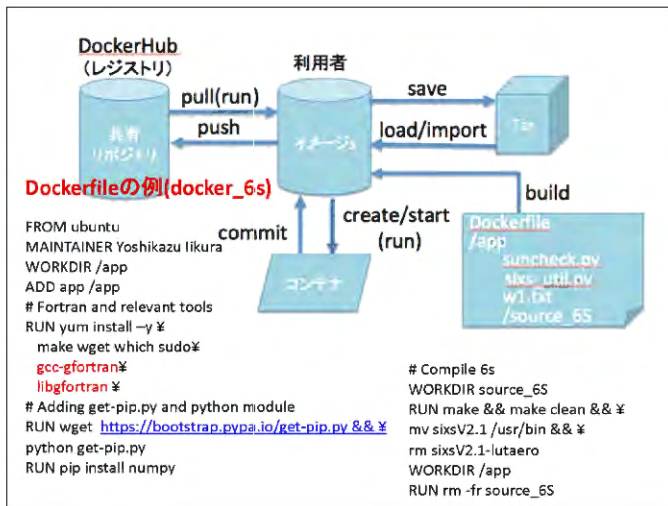 DockerHub
（レジストリ）
利用者
pull(run)
push
save
load/import
共有
リポジトリ
イメージs
Tar
Dockerfileの例(docker_6s)
build
commit
create/start
(run)
コンテナ
Dockerfile
/app
suncheck.py
sixs_util.py
w1.txt
/source_6S
FROM ubuntu
MAINTAINER Yoshikazu Iikura
WORKDIR /app
ADD app /app
# Fortran and relevant tools
RUN yum install –y ¥
make wget which sudo¥
gcc-gfortran¥
libgfortran ¥
# Adding get-pip.py and python module
RUN wget https://bootstrap.pypa.io/get-pip.py && ¥
python get-pip.py
RUN pip install numpy
# Compile 6s
WORKDIR source_6S
RUN make && make clean && ¥
mv sixsV2.1 /usr/bin && ¥
rm sixsV2.1-lutaero
WORKDIR /app
RUN rm -fr source_6S